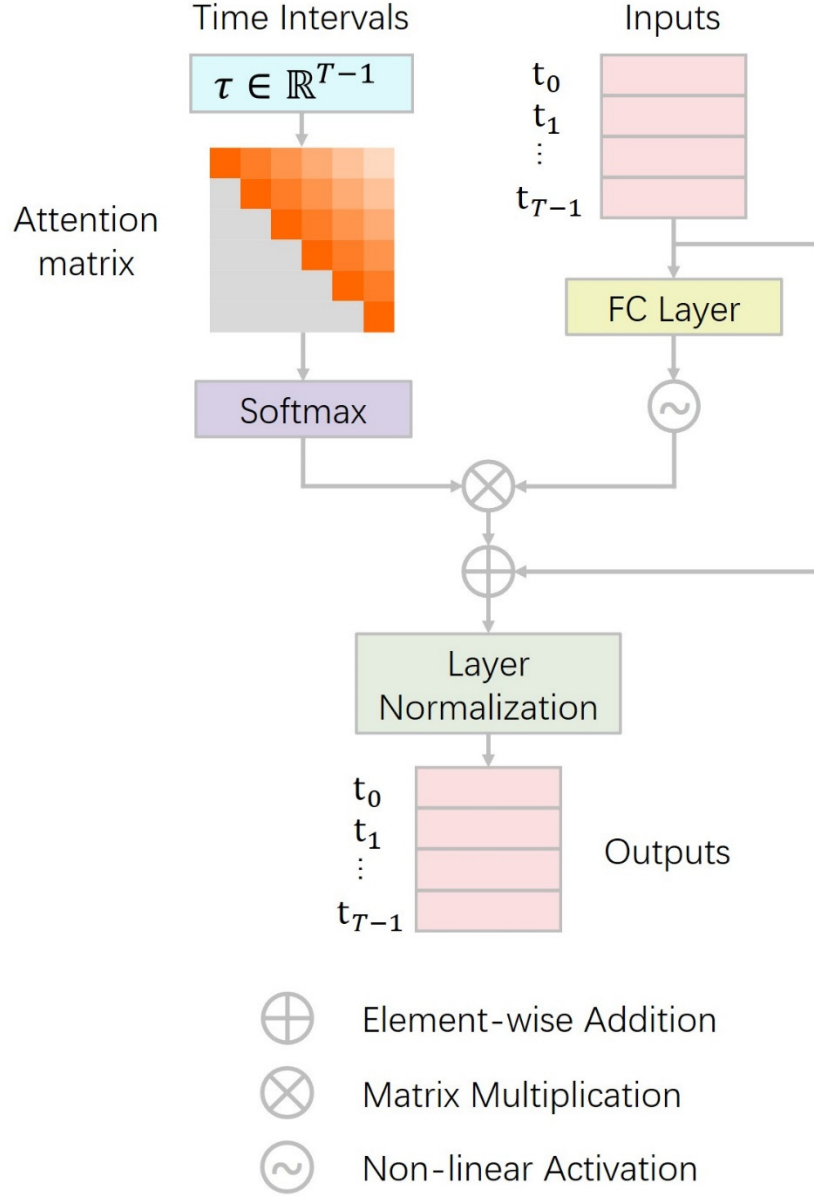 Time Intervals
Inputs
τ ∈ ℝ^{T−1}
t_0
t_1
⋮
t_{T−1}
Attention
matrix
FC Layer
Softmax
Layer
Normalization
t_0
t_1
⋮
t_{T−1}
Outputs
Element-wise Addition
Matrix Multiplication
Non-linear Activation